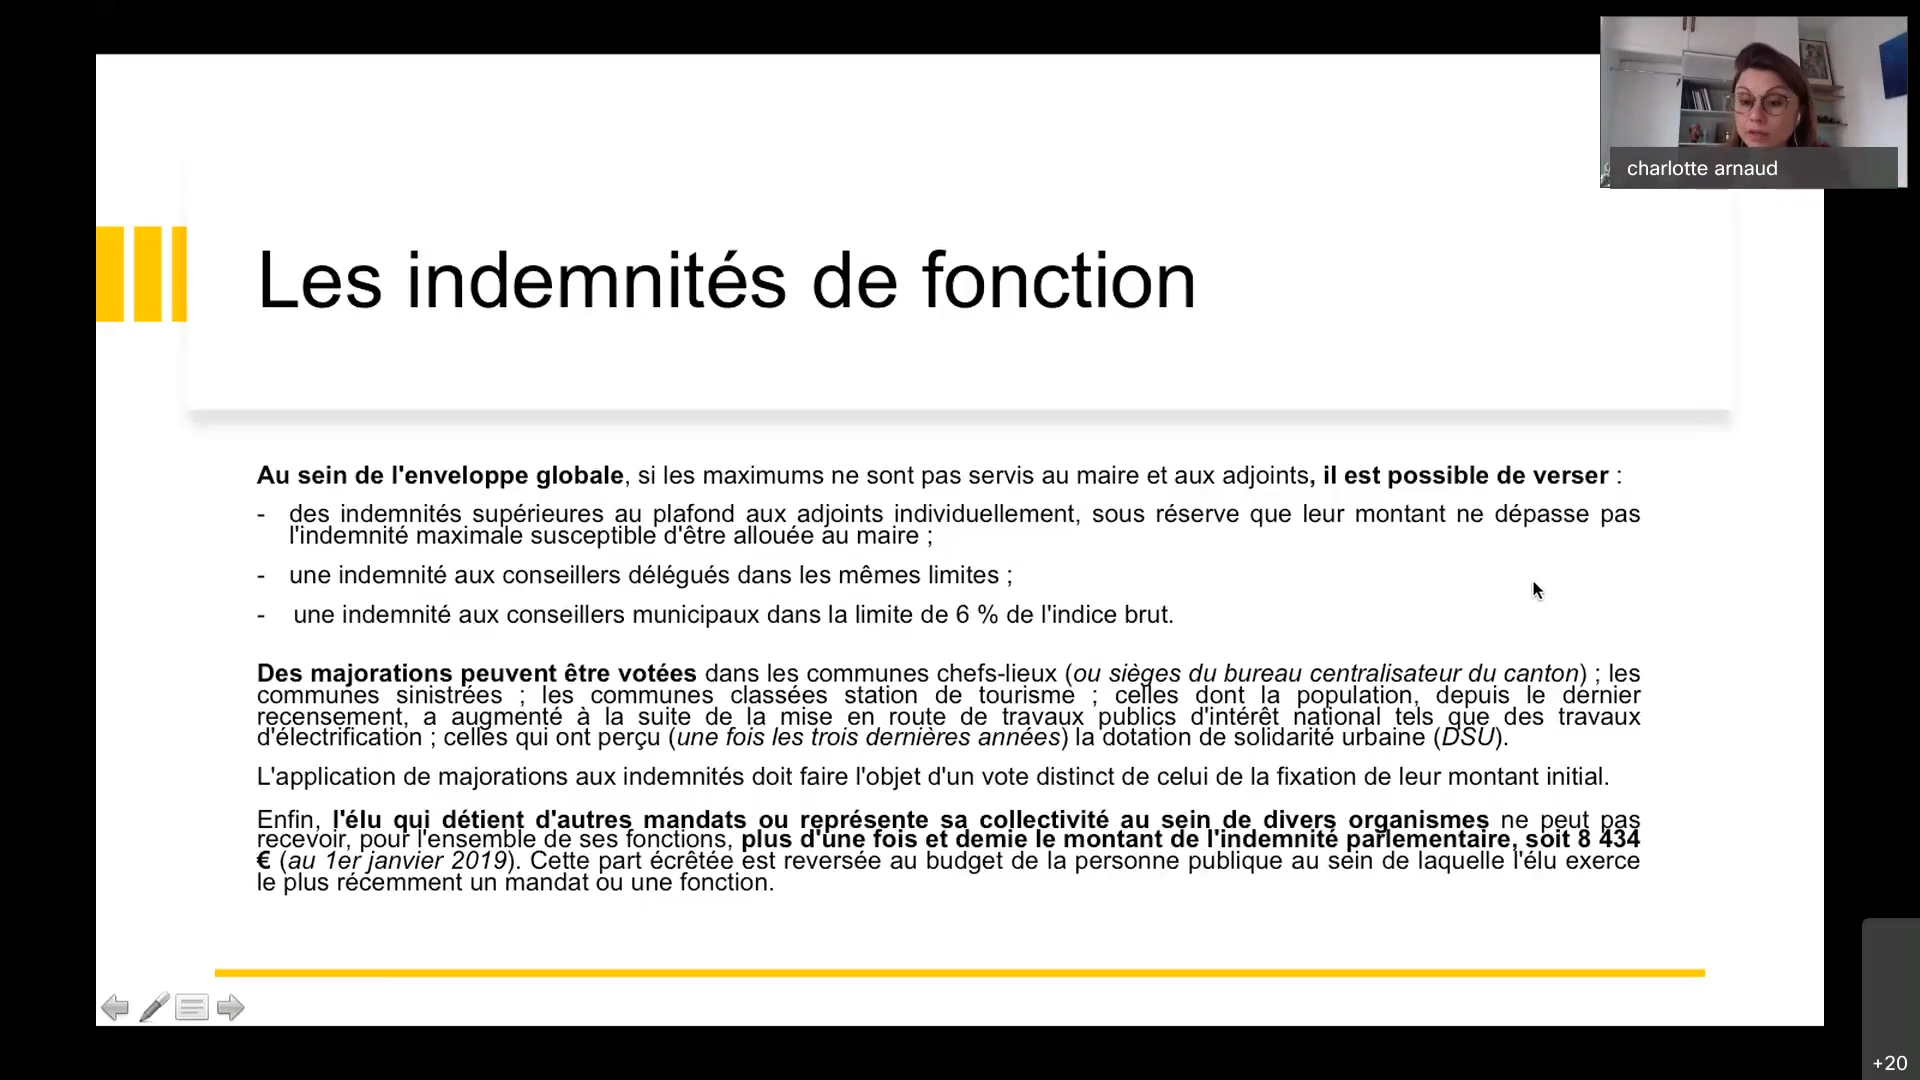 charlotte arnaud
Les indemnités de fonction
Au sein de l'enveloppe globale, si les maximums ne sont pas servis au maire et aux adjoints, il est possible de verser :
- des indemnités supérieures au plafond aux adjoints individuellement, sous réserve que leur montant ne dépasse pas
l'indemnité maximale susceptible d'être allouée au maire ;
- une indemnité aux conseillers délégués dans les mêmes limites ;
- une indemnité aux conseillers municipaux dans la limite de 6 % de l'indice brut.
Des majorations peuvent être votées dans les communes chefs-lieux (ou sièges du bureau centralisateur du canton) ; les
communes sinistrées ; les communes classées station de tourisme ; celles dont la population, depuis le dernier
recensement, a augmenté à la suite de la mise en route de travaux publics d'intérêt national tels que des travaux
d'électrification ; celles qui ont perçu (une fois les trois dernières années) la dotation de solidarité urbaine (DSU).
L'application de majorations aux indemnités doit faire l'objet d'un vote distinct de celui de la fixation de leur montant initial.
Enfin, l'élu qui détient d'autres mandats ou représente sa collectivité au sein de divers organismes ne peut pas
recevoir, pour l'ensemble de ses fonctions, plus d'une fois et demie le montant de l'indemnité parlementaire, soit 8 434
€ (au 1er janvier 2019). Cette part écrêtée est reversée au budget de la personne publique au sein de laquelle l'élu exerce
le plus récemment un mandat ou une fonction.
+20